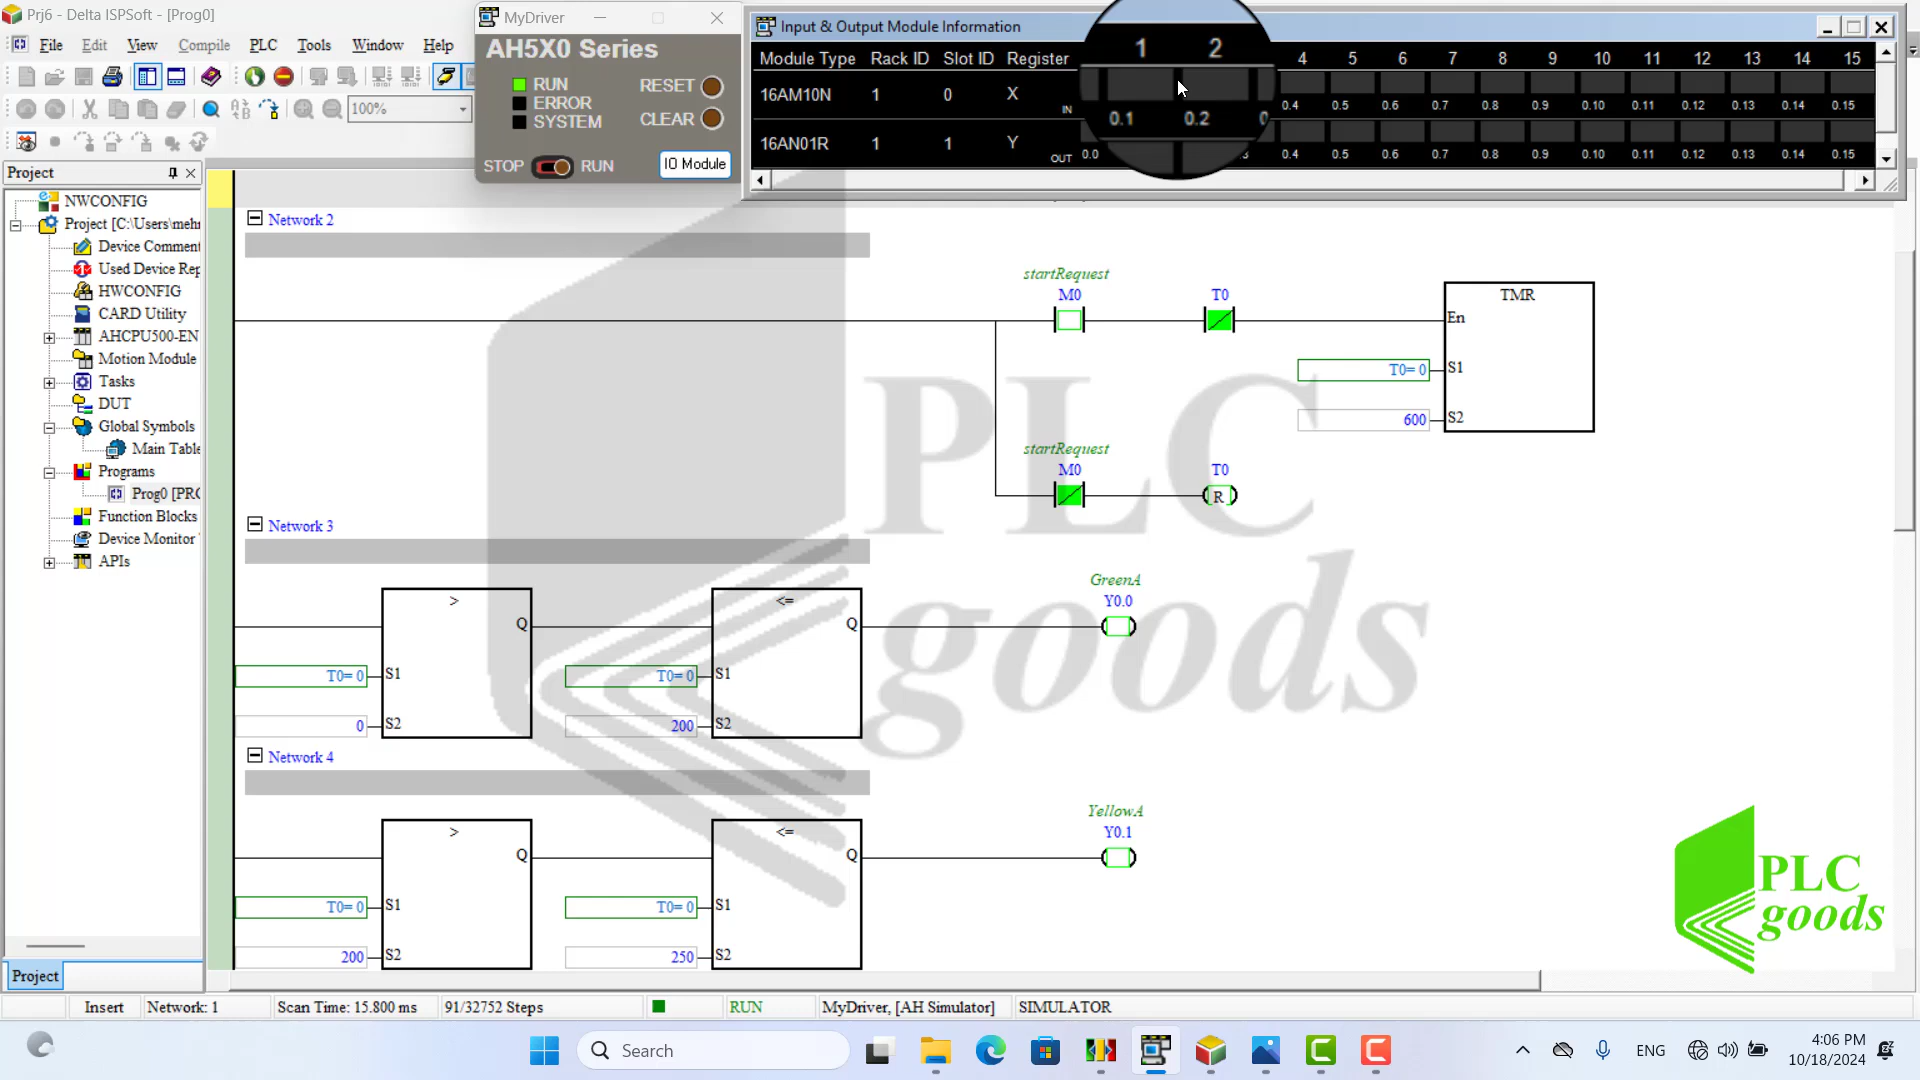 Prj6 - Delta ISPSoft - [Prog0]
File Edit View Compile PLC Tools Window Help
100%
MyDriver
AH5X0 Series
RUN
ERROR
SYSTEM
RESET
CLEAR
STOP RUN
IO Module
Input & Output Module Information
Module Type Rack ID Slot ID Register 1 2 4 5 6 7 8 9 10 11 12 13 14 15
16AM10N 1 0 X IN 0.1 0.2 0 0.4 0.5 0.6 0.7 0.8 0.9 0.10 0.11 0.12 0.13 0.14 0.15
16AN01R 1 1 Y OUT 0.0 0.4 0.5 0.6 0.7 0.8 0.9 0.10 0.11 0.12 0.13 0.14 0.15
Project
NWCONFIG
Project [C:\Users\mehr
Device Comment
Used Device Rep
HWCONFIG
CARD Utility
AHCPU500-EN
Motion Module
Tasks
DUT
Global Symbols
Main Table
Programs
Prog0 [PRC
Function Blocks
Device Monitor
APIs
Project
Network 2
startRequest
M0 T0 TMR
En
T0= 0 S1
600 S2
startRequest
M0 T0
R
Network 3
> <= GreenA
Y0.0
Q Q
T0= 0 S1 T0= 0 S1
0 S2 200 S2
Network 4
> <= YellowA
Y0.1
Q Q
T0= 0 S1 T0= 0 S1
200 S2 250 S2
PLC
goods
PLC
goods
Insert Network: 1 Scan Time: 15.800 ms 91/32752 Steps RUN MyDriver, [AH Simulator] SIMULATOR
Search
ENG
4:06 PM
10/18/2024